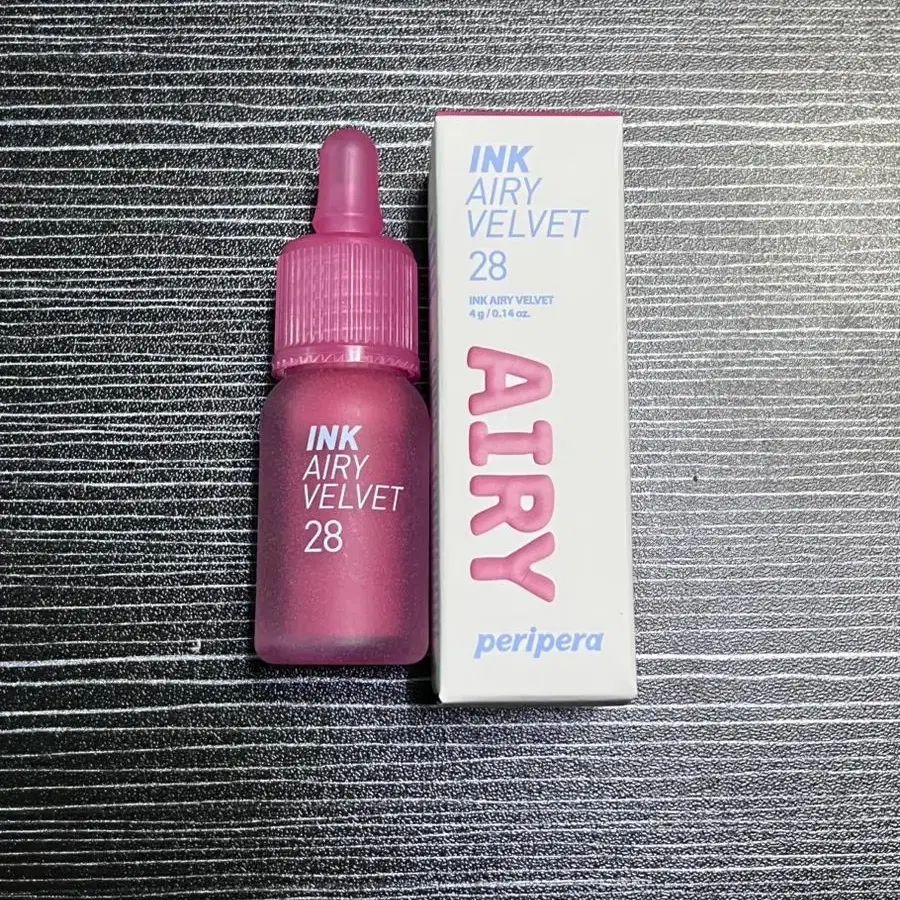 INK
AIRY
VELVET
28
INK
AIRY
VELVET
28
INK AIRY VELVET
4 g / 0.14 oz.
AIRY
peripera